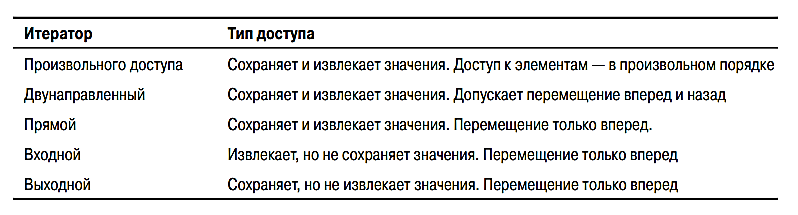 Итератор Тип доступа
Произвольного доступа Сохраняет и извлекает значения. Доступ к элементам — в произвольном порядке
Двунаправленный Сохраняет и извлекает значения. Допускает перемещение вперед и назад
Прямой Сохраняет и извлекает значения. Перемещение только вперед.
Входной Извлекает, но не сохраняет значения. Перемещение только вперед
Выходной Сохраняет, но не извлекает значения. Перемещение только вперед